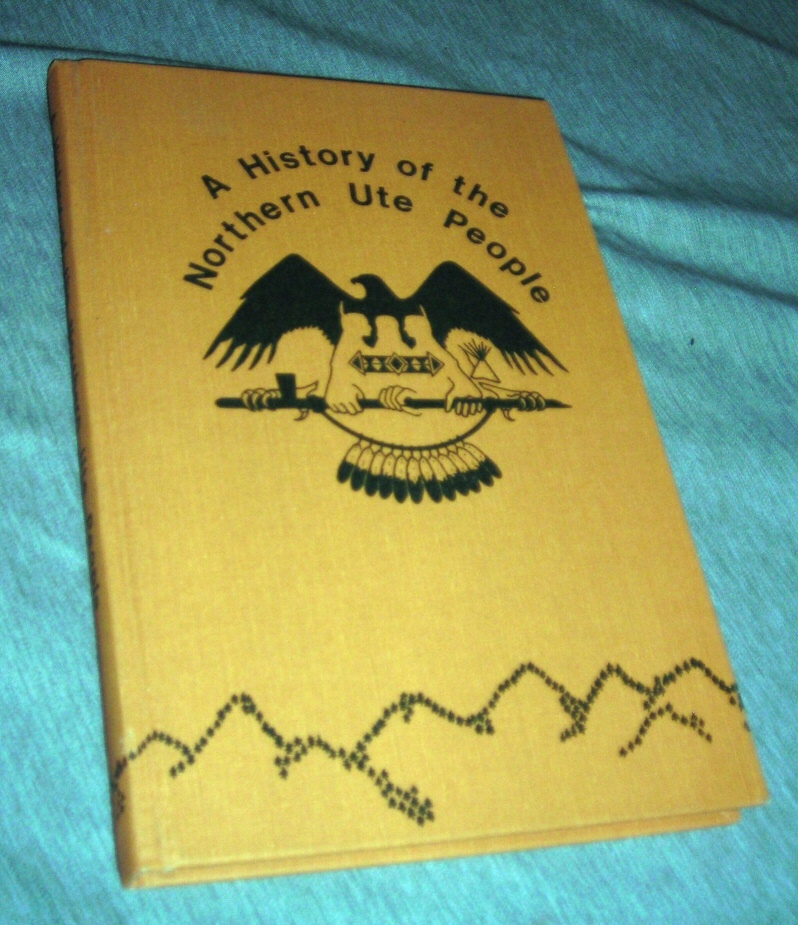 A History of the
Northern Ute People